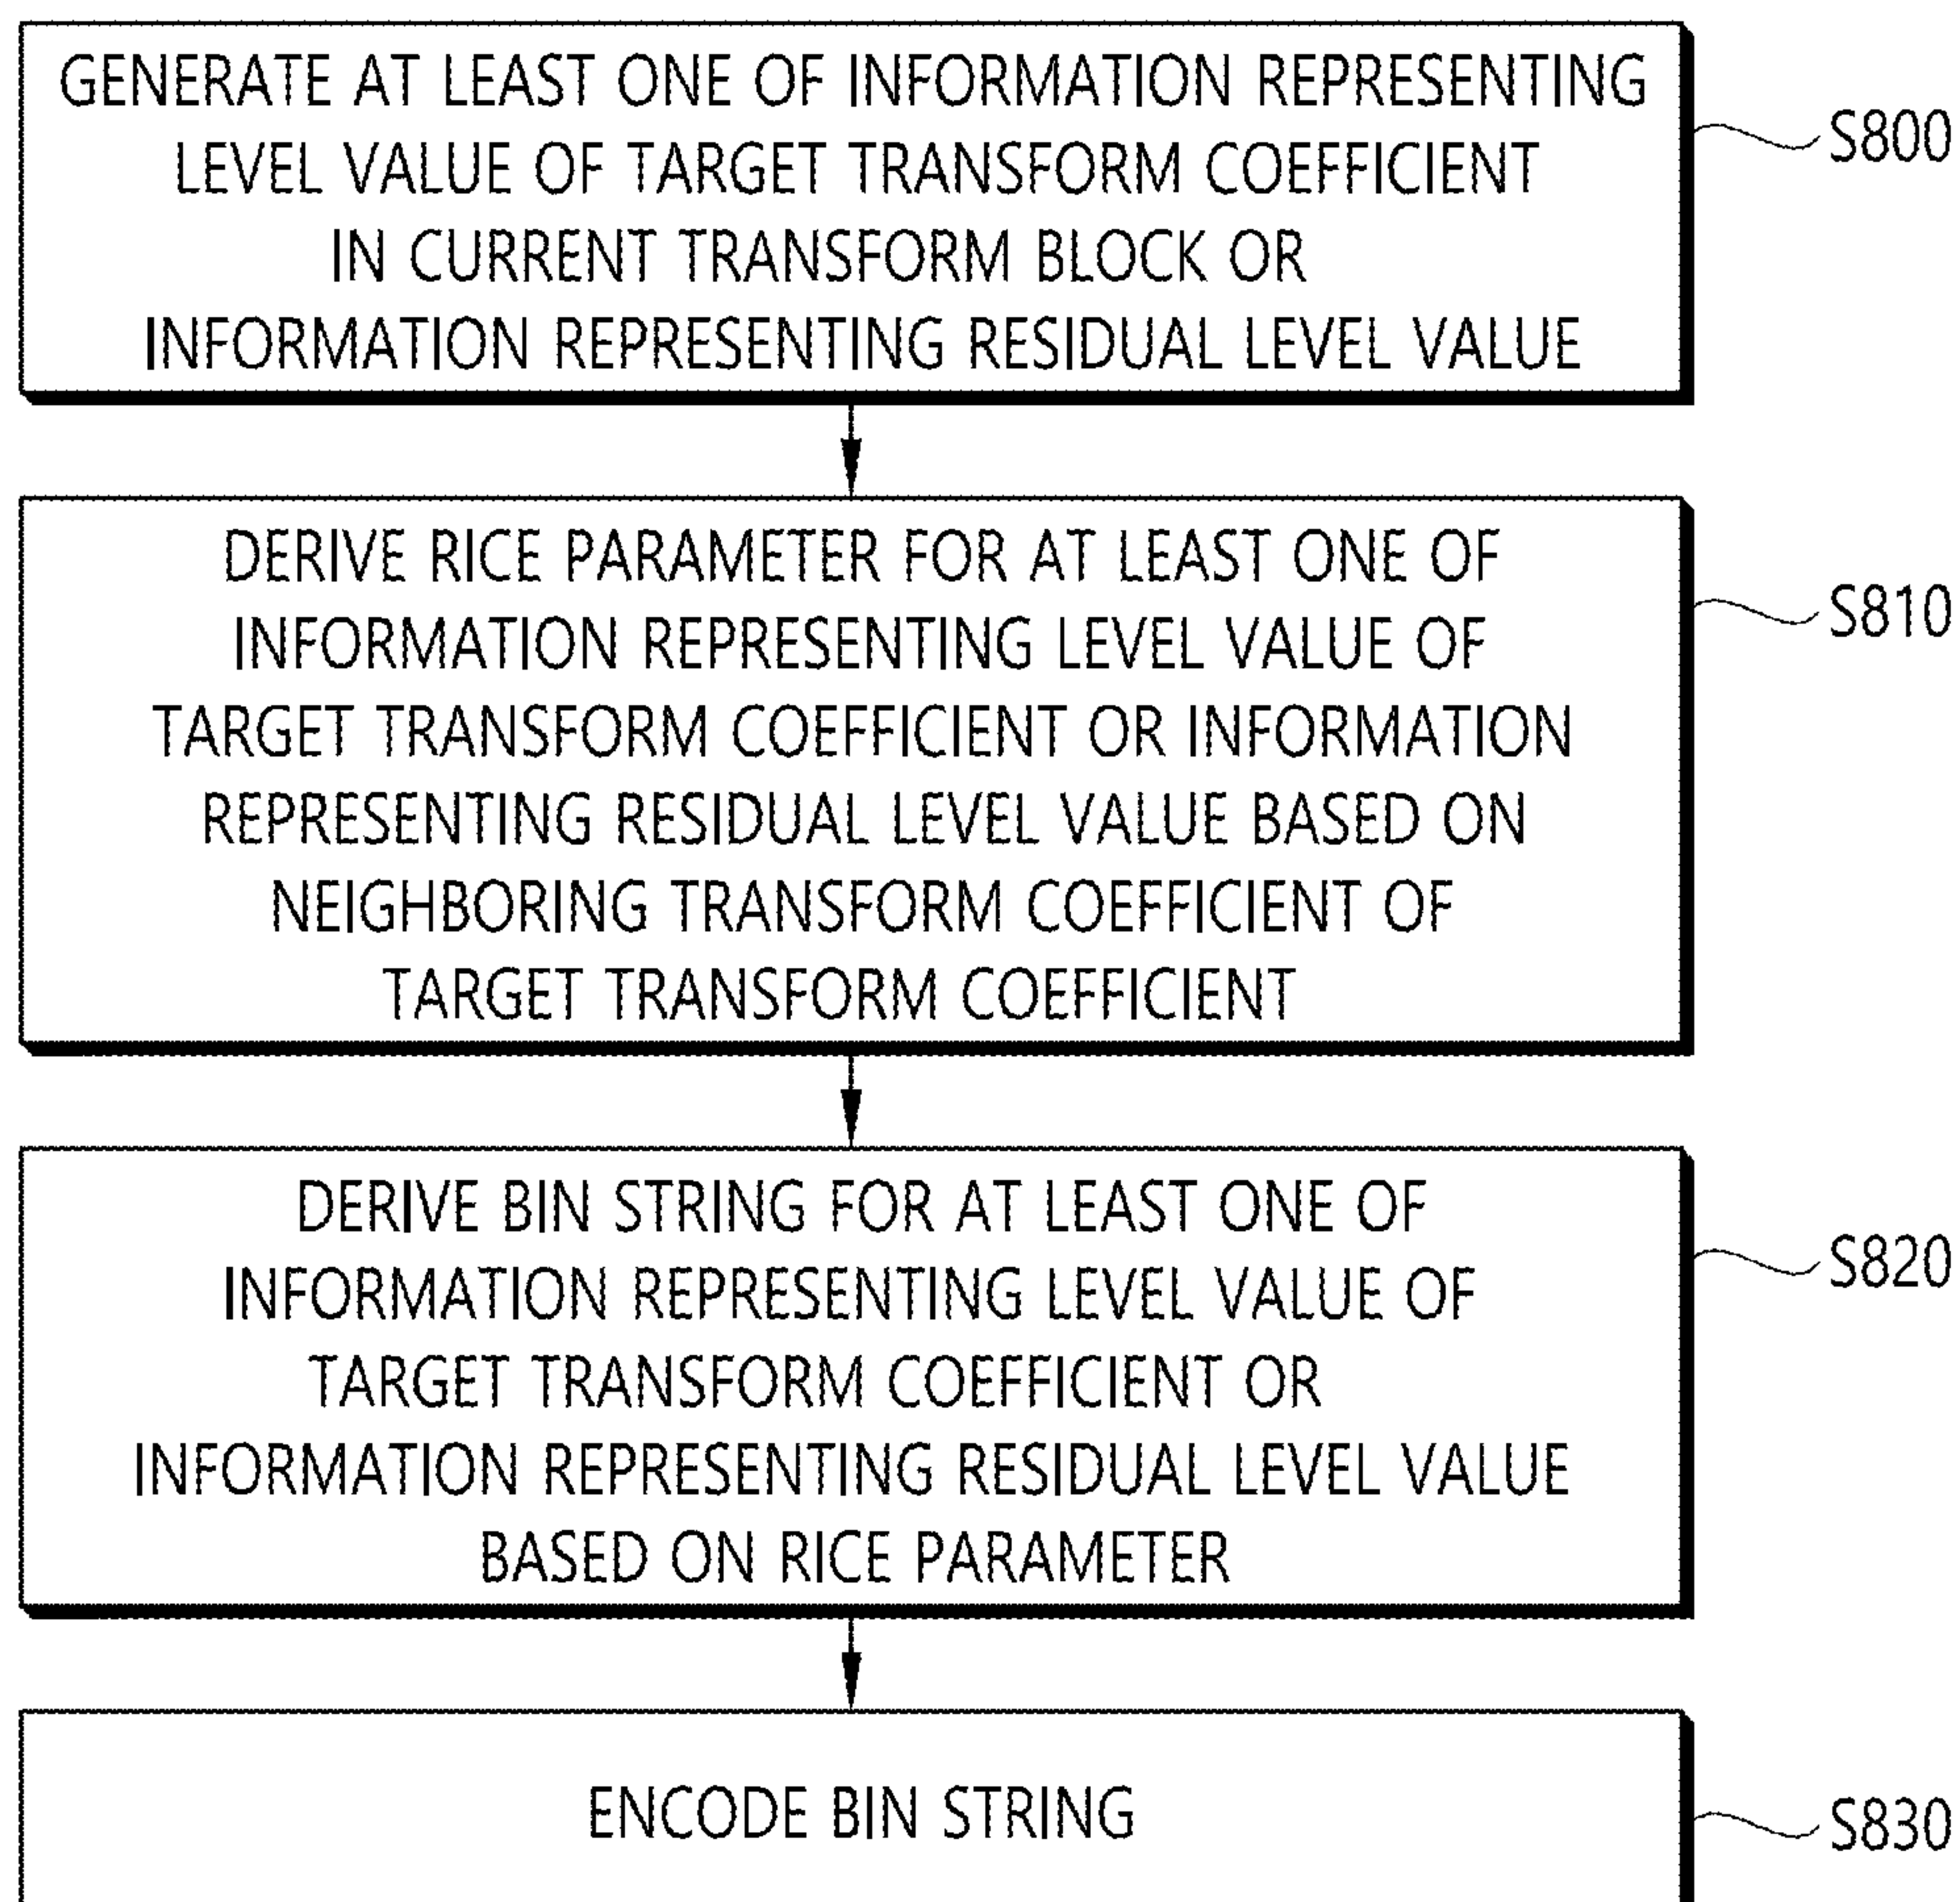 GENERATE AT LEAST ONE OF INFORMATION REPRESENTING
LEVEL VALUE OF TARGET TRANSFORM COEFFICIENT
IN CURRENT TRANSFORM BLOCK OR
INFORMATION REPRESENTING RESIDUAL LEVEL VALUE
S800
DERIVE RICE PARAMETER FOR AT LEAST ONE OF
INFORMATION REPRESENTING LEVEL VALUE OF
TARGET TRANSFORM COEFFICIENT OR INFORMATION
REPRESENTING RESIDUAL LEVEL VALUE BASED ON
NEIGHBORING TRANSFORM COEFFICIENT OF
TARGET TRANSFORM COEFFICIENT
S810
DERIVE BIN STRING FOR AT LEAST ONE OF
INFORMATION REPRESENTING LEVEL VALUE OF
TARGET TRANSFORM COEFFICIENT OR
INFORMATION REPRESENTING RESIDUAL LEVEL VALUE
BASED ON RICE PARAMETER
S820
ENCODE BIN STRING
S830